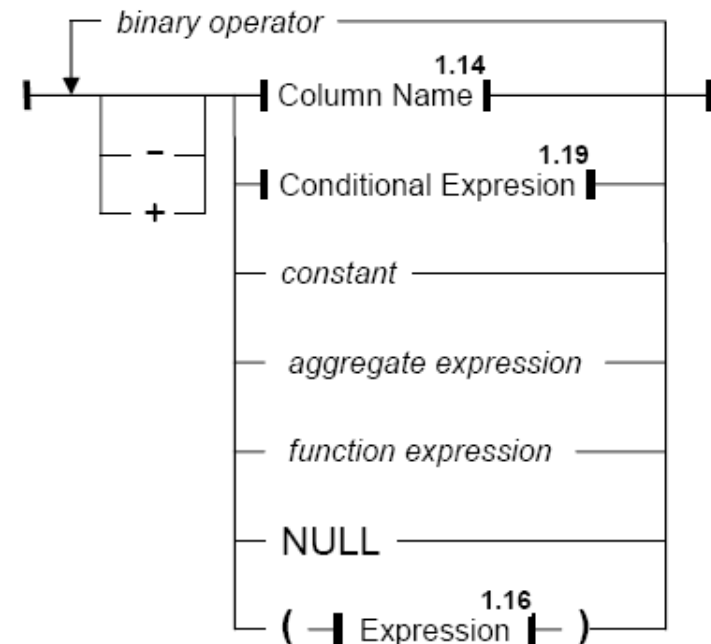 binary operator
1.14
Column Name
1.19
Conditional Expresion
-
+
constant
aggregate expression
function expression
NULL
1.16
( Expression )